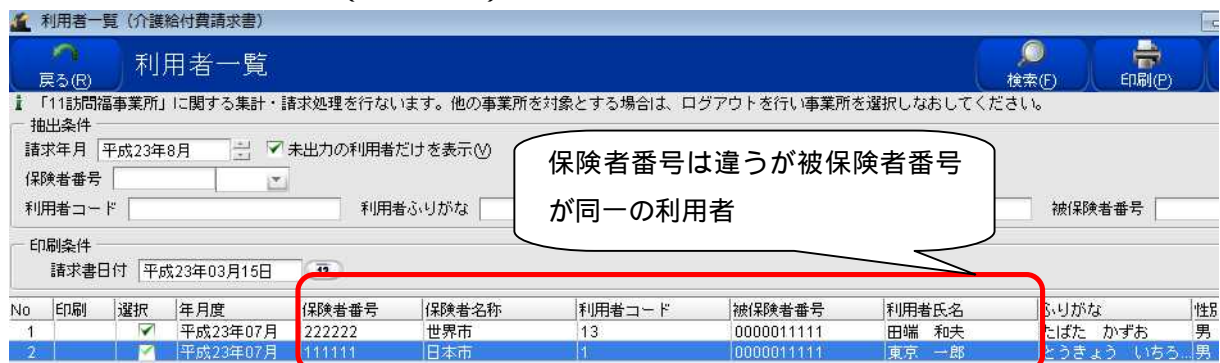 利用者一覧（介護給付費請求書）
戻る(R) 利用者一覧 検索(F) 印刷(P)
「11訪問福事業所」に関する集計・請求処理を行ないます。他の事業所を対象とする場合は、ログアウトを行い事業所を選択しなおしてください。
抽出条件
請求年月 平成23年8月 未出力の利用者だけを表示(V)
保険者番号
利用者コード 利用者ふりがな 被保険者番号
保険者番号は違うが被保険者番号
が同一の利用者
印刷条件
請求書日付 平成23年03月15日 12
No 印刷 選択 年月度 保険者番号 保険者名称 利用者コード 被保険者番号 利用者氏名 ふりがな 性別
1 平成23年07月 222222 世界市 13 0000011111 田端 和夫 たばた かずお 男
2 平成23年07月 111111 日本市 1 0000011111 東京 一郎 とうきょう いちろ... 男